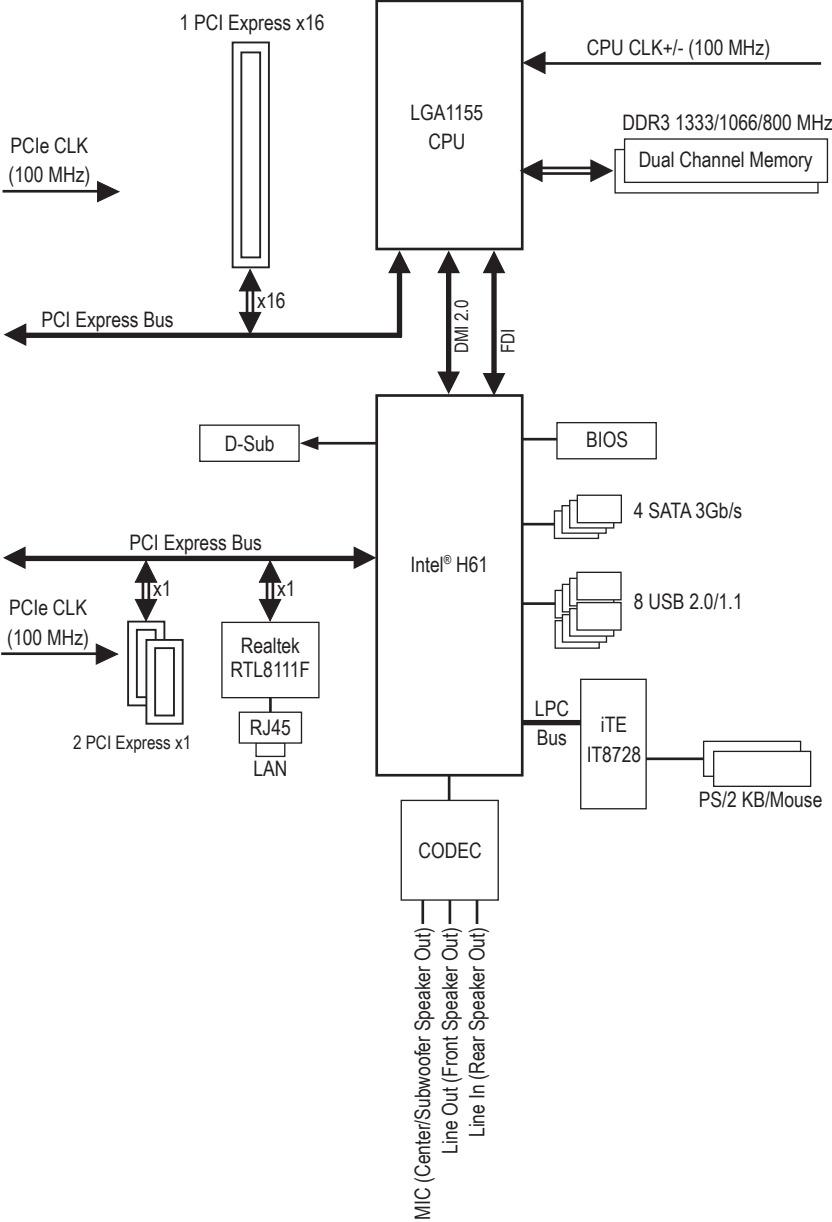 1 PCI Express x16
CPU CLK+/- (100 MHz)
LGA1155
CPU
DDR3 1333/1066/800 MHz
Dual Channel Memory
PCIe CLK
(100 MHz)
x16
PCI Express Bus
DMI 2.0
FDI
D-Sub
BIOS
4 SATA 3Gb/s
PCI Express Bus
Intel® H61
x1
x1
8 USB 2.0/1.1
PCIe CLK
(100 MHz)
Realtek
RTL8111F
RJ45
LAN
2 PCI Express x1
LPC
Bus
iTE
IT8728
PS/2 KB/Mouse
CODEC
MIC (Center/Subwoofer Speaker Out)
Line Out (Front Speaker Out)
Line In (Rear Speaker Out)